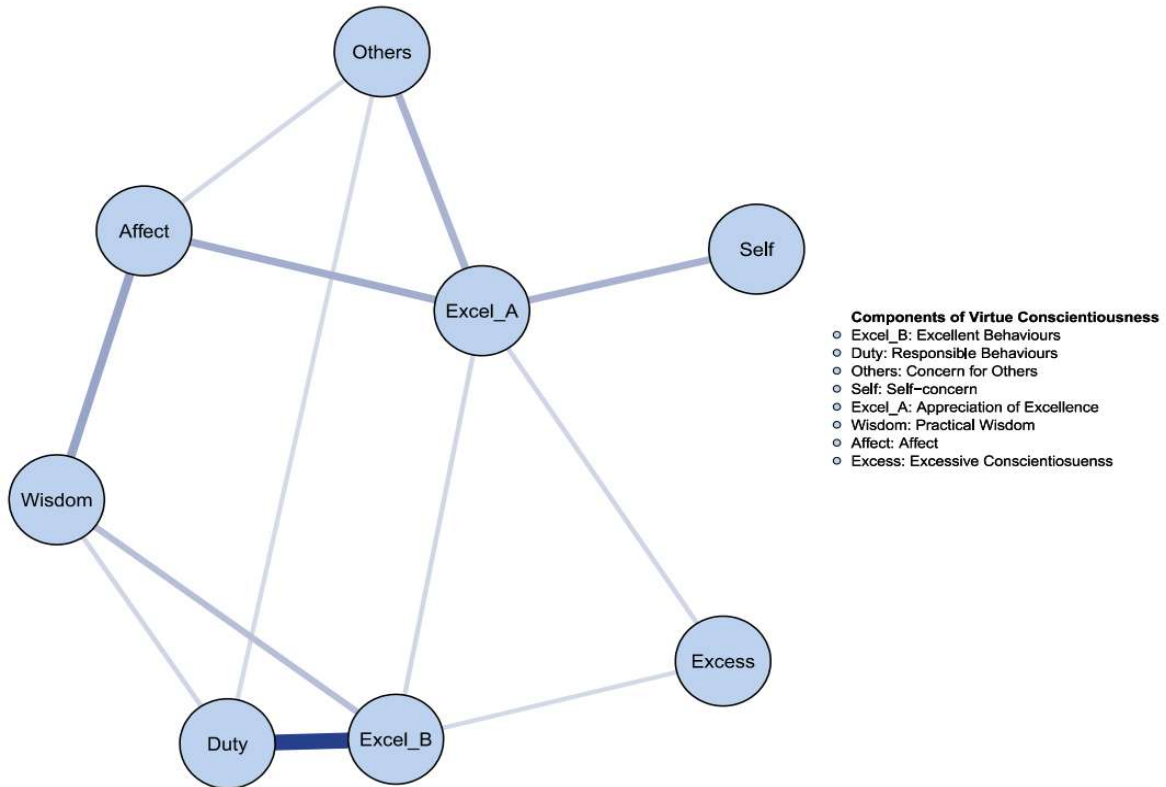 Others
Affect
Self
Excel_A
Components of Virtue Conscientiousness
Excel_B: Excellent Behaviours
Duty: Responsible Behaviours
Others: Concern for Others
Self: Self-concern
Excel_A: Appreciation of Excellence
Wisdom: Practical Wisdom
Affect: Affect
Excess: Excessive Conscientiosuenss
Wisdom
Excess
Duty
Excel_B